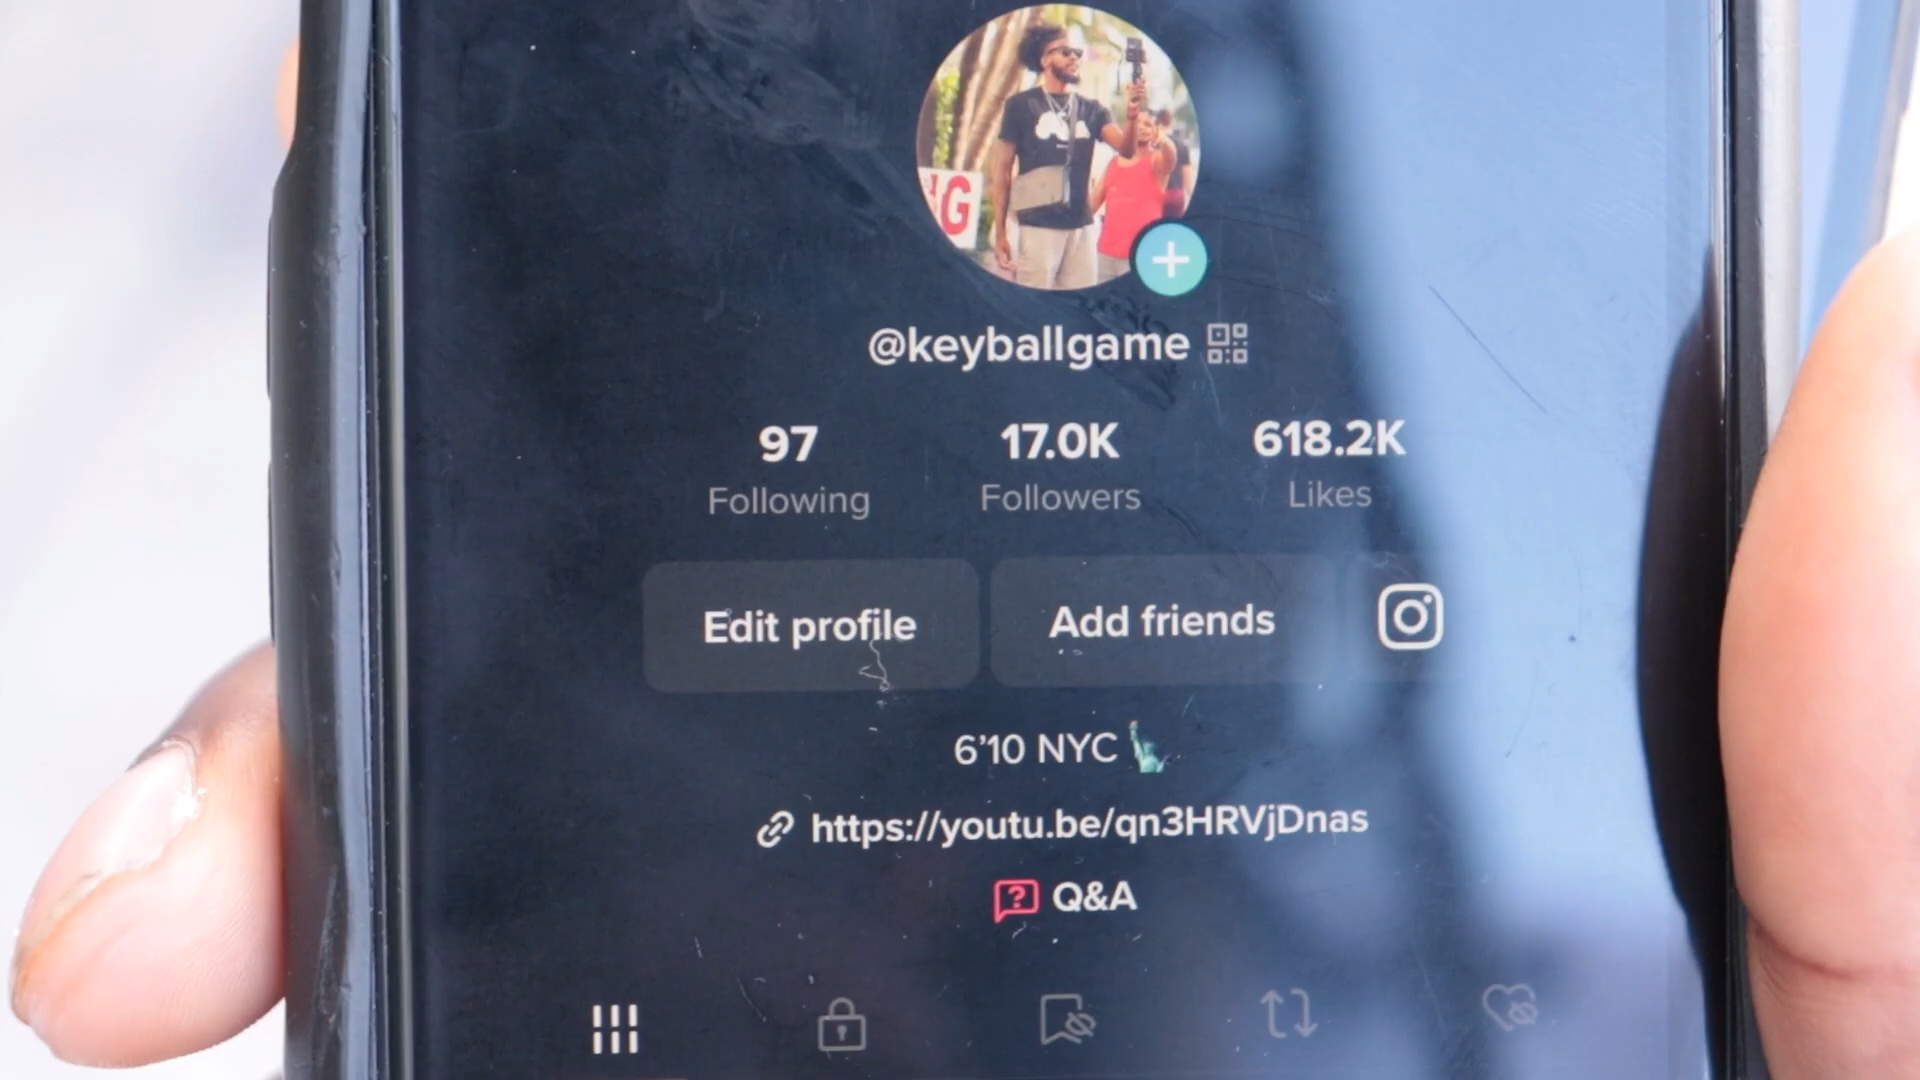 G
@keyballgame
97 17.0K 618.2K
Following Followers Likes
Edit profile Add friends
6'10 NYC
https://youtu.be/qn3HRVjDnas
Q&A